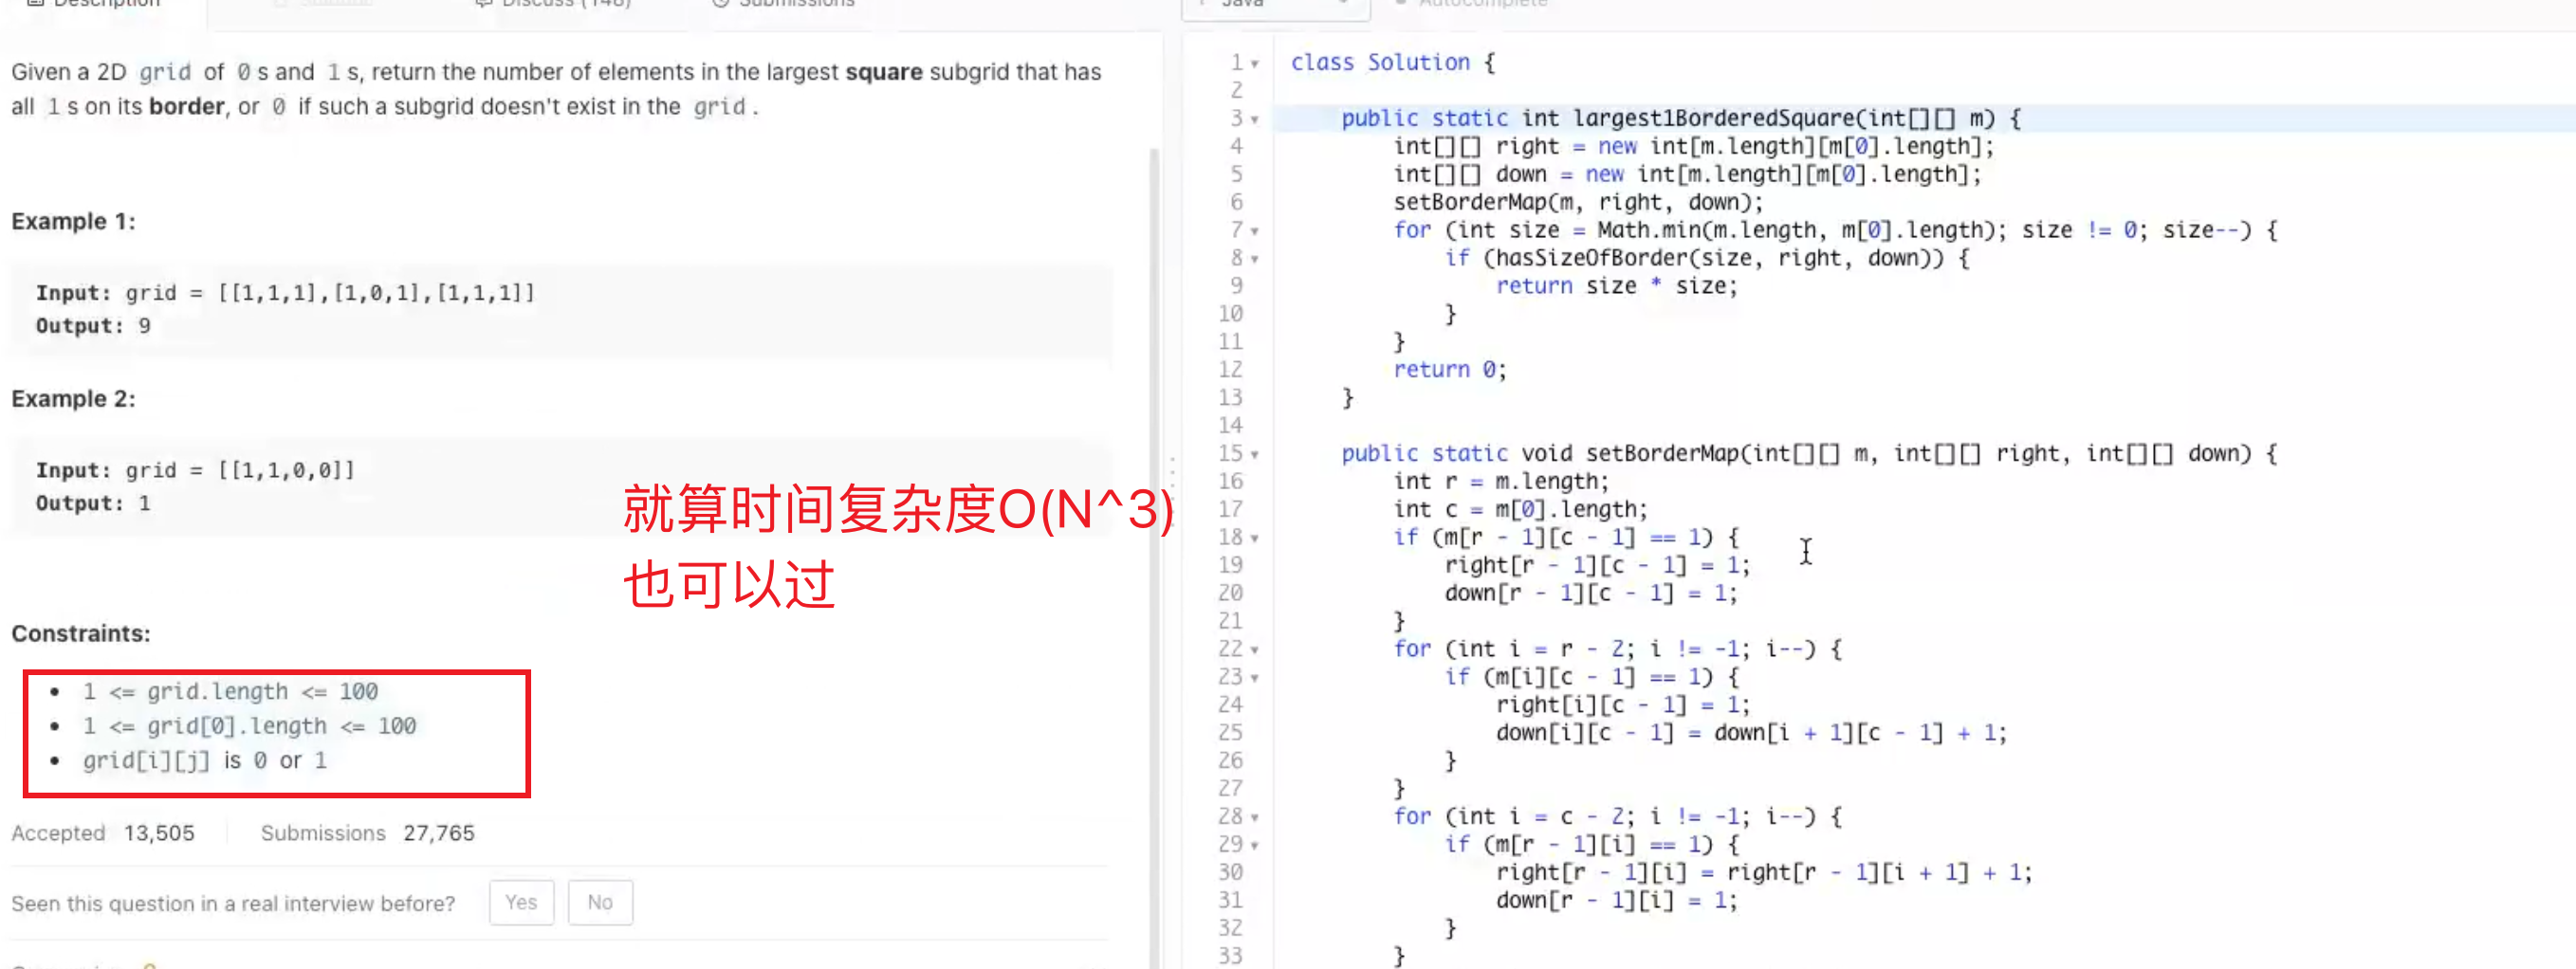 Description
Discuss (148)
Submissions
Java
Autocomplete
Given a 2D grid of 0 s and 1 s, return the number of elements in the largest square subgrid that has
all 1 s on its border, or 0 if such a subgrid doesn't exist in the grid .
Example 1:
Input: grid = [[1,1,1],[1,0,1],[1,1,1]]
Output: 9
Example 2:
Input: grid = [[1,1,0,0]]
Output: 1
就算时间复杂度O(N^3)
也可以过
Constraints:
• 1 <= grid.length <= 100
• 1 <= grid[0].length <= 100
• grid[i][j] is 0 or 1
Accepted 13,505 Submissions 27,765
Seen this question in a real interview before? Yes No
1 class Solution {
2
3 public static int largest1BorderedSquare(int[][] m) {
4 int[][] right = new int[m.length][m[0].length];
5 int[][] down = new int[m.length][m[0].length];
6 setBorderMap(m, right, down);
7 for (int size = Math.min(m.length, m[0].length); size != 0; size--) {
8 if (hasSizeOfBorder(size, right, down)) {
9 return size * size;
10 }
11 }
12 return 0;
13 }
14
15 public static void setBorderMap(int[][] m, int[][] right, int[][] down) {
16 int r = m.length;
17 int c = m[0].length;
18 if (m[r - 1][c - 1] == 1) {
19 right[r - 1][c - 1] = 1;
20 down[r - 1][c - 1] = 1;
21 }
22 for (int i = r - 2; i != -1; i--) {
23 if (m[i][c - 1] == 1) {
24 right[i][c - 1] = 1;
25 down[i][c - 1] = down[i + 1][c - 1] + 1;
26 }
27 }
28 for (int i = c - 2; i != -1; i--) {
29 if (m[r - 1][i] == 1) {
30 right[r - 1][i] = right[r - 1][i + 1] + 1;
31 down[r - 1][i] = 1;
32 }
33 }